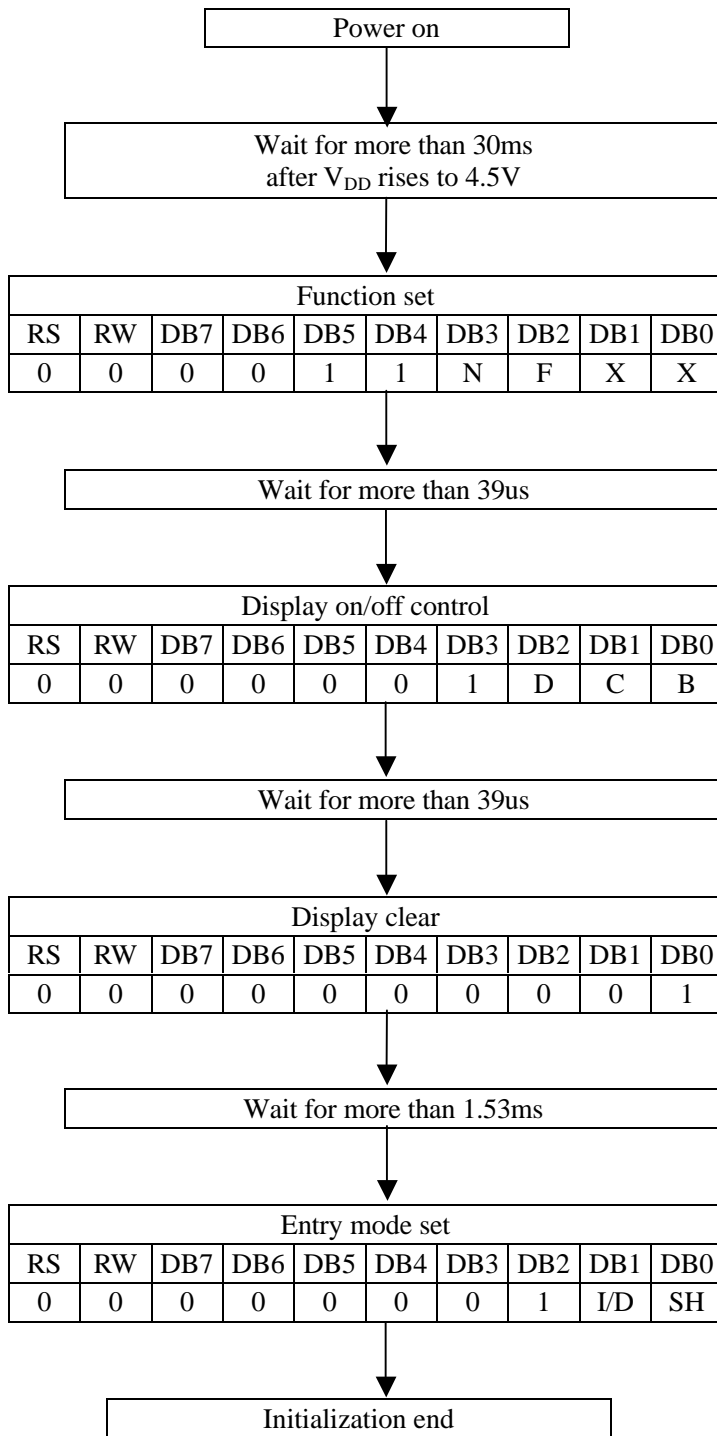 Power on
Wait for more than 30ms
after VDD rises to 4.5V
Function set
RS RW DB7 DB6 DB5 DB4 DB3 DB2 DB1 DB0
0 0 0 0 1 1 N F X X
Wait for more than 39us
Display on/off control
RS RW DB7 DB6 DB5 DB4 DB3 DB2 DB1 DB0
0 0 0 0 0 0 1 D C B
Wait for more than 39us
Display clear
RS RW DB7 DB6 DB5 DB4 DB3 DB2 DB1 DB0
0 0 0 0 0 0 0 0 0 1
Wait for more than 1.53ms
Entry mode set
RS RW DB7 DB6 DB5 DB4 DB3 DB2 DB1 DB0
0 0 0 0 0 0 0 1 I/D SH
Initialization end